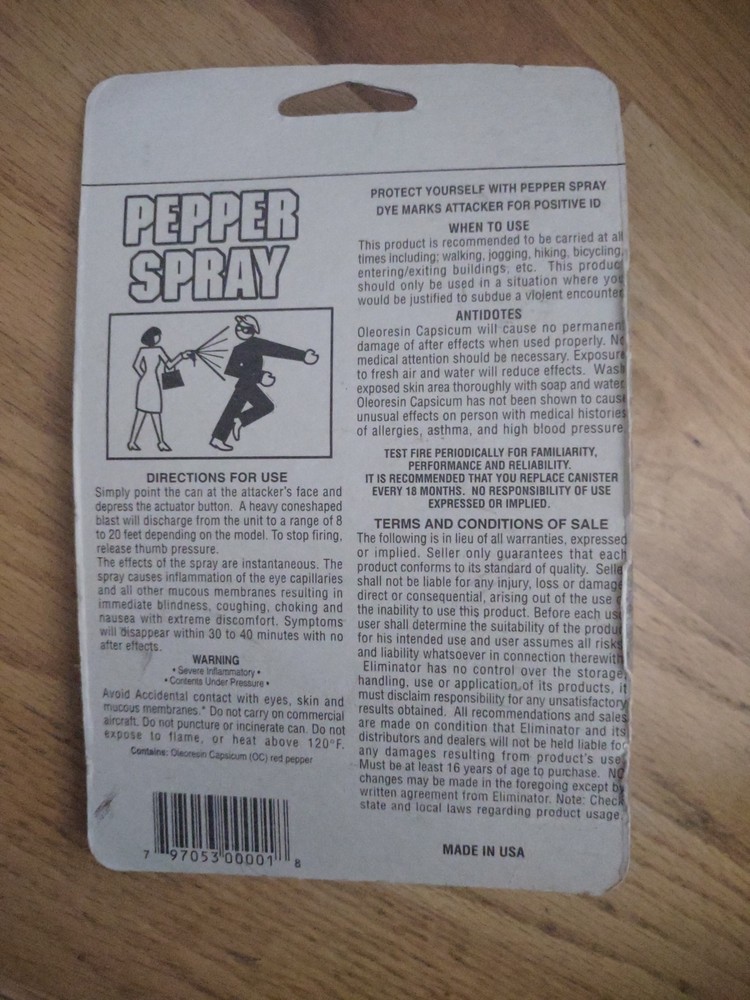 PEPPER
SPRAY
DIRECTIONS FOR USE
Simply point the can at the attacker's face and
depress the actuator button. A heavy coneshaped
blast will discharge from the unit to a range of 8
to 20 feet depending on the model. To stop firing,
release thumb pressure.
The effects of the spray are instantaneous. The
spray causes inflammation of the eye capillaries
and all other mucous membranes resulting in
immediate blindness, coughing, choking and
nausea with extreme discomfort. Symptoms
will disappear within 30 to 40 minutes with no
after effects.
WARNING
• Severe Inflammatory •
• Contents Under Pressure •
Avoid Accidental contact with eyes, skin and
mucous membranes.* Do not carry on commercial
aircraft. Do not puncture or incinerate can. Do not
expose to flame, or heat above 120°F.
Contains: Oleoresin Capsicum (OC) red pepper
7 97053 00001 8
PROTECT YOURSELF WITH PEPPER SPRAY
DYE MARKS ATTACKER FOR POSITIVE ID
WHEN TO USE
This product is recommended to be carried at all
times including; walking, jogging, hiking, bicycling,
entering/exiting buildings, etc. This produc
should only be used in a situation where you
would be justified to subdue a violent encounter
ANTIDOTES
Oleoresin Capsicum will cause no permanen
damage of after effects when used properly. No
medical attention should be necessary. Exposure
to fresh air and water will reduce effects. Wash
exposed skin area thoroughly with soap and water
Oleoresin Capsicum has not been shown to caus
unusual effects on person with medical histories
of allergies, asthma, and high blood pressure
TEST FIRE PERIODICALLY FOR FAMILIARITY,
PERFORMANCE AND RELIABILITY.
IT IS RECOMMENDED THAT YOU REPLACE CANISTER
EVERY 18 MONTHS. NO RESPONSIBILITY OF USE
EXPRESSED OR IMPLIED.
TERMS AND CONDITIONS OF SALE
The following is in lieu of all warranties, expressed
or implied. Seller only guarantees that each
product conforms to its standard of quality. Selle
shall not be liable for any injury, loss or damage
direct or consequential, arising out of the use
the inability to use this product. Before each us
user shall determine the suitability of the produ
for his intended use and user assumes all risks
and liability whatsoever in connection therewith
Eliminator has no control over the storage,
handling, use or application of its products, it
must disclaim responsibility for any unsatisfactory
results obtained. All recommendations and sales
are made on condition that Eliminator and its
distributors and dealers will not be held liable for
any damages resulting from product's use
Must be at least 16 years of age to purchase. NO
changes may be made in the foregoing except by
written agreement from Eliminator. Note: Check
state and local laws regarding product usage
MADE IN USA